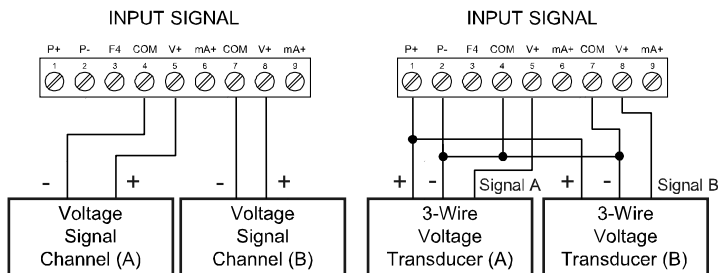 INPUT SIGNAL
P+ P- F4 COM V+ mA+ COM V+ mA+
1 2 3 4 5 6 7 8 9
- + - +
Voltage
Signal
Channel (A)
Voltage
Signal
Channel (B)
INPUT SIGNAL
P+ P- F3 COM V+ mA+ COM V+ mA+
1 2 3 4 5 6 7 8 9
+ - Signal A + - Signal B
3-Wire
Voltage
Transducer (A)
3-Wire
Voltage
Transducer (B)